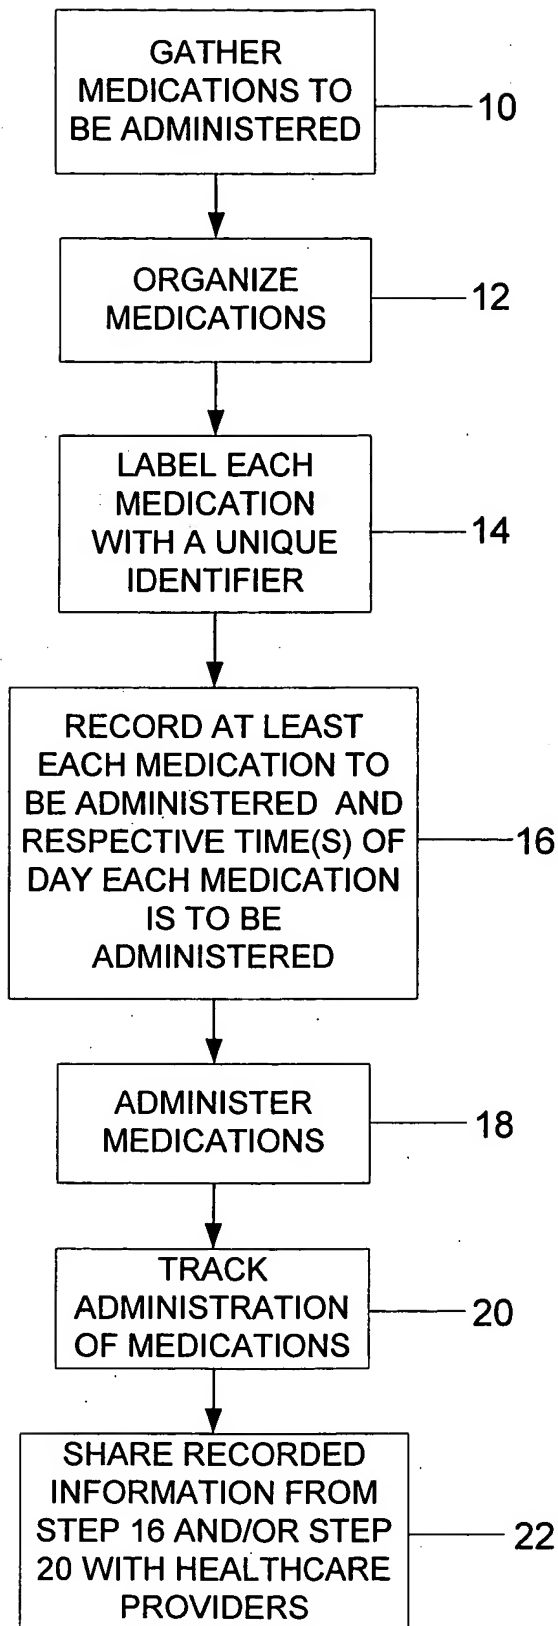 GATHER
MEDICATIONS TO
BE ADMINISTERED
10
ORGANIZE
MEDICATIONS
12
LABEL EACH
MEDICATION
WITH A UNIQUE
IDENTIFIER
14
RECORD AT LEAST
EACH MEDICATION TO
BE ADMINISTERED AND
RESPECTIVE TIME(S) OF
DAY EACH MEDICATION
IS TO BE
ADMINISTERED
16
ADMINISTER
MEDICATIONS
18
TRACK
ADMINISTRATION
OF MEDICATIONS
20
SHARE RECORDED
INFORMATION FROM
STEP 16 AND/OR STEP
20 WITH HEALTHCARE
PROVIDERS
22